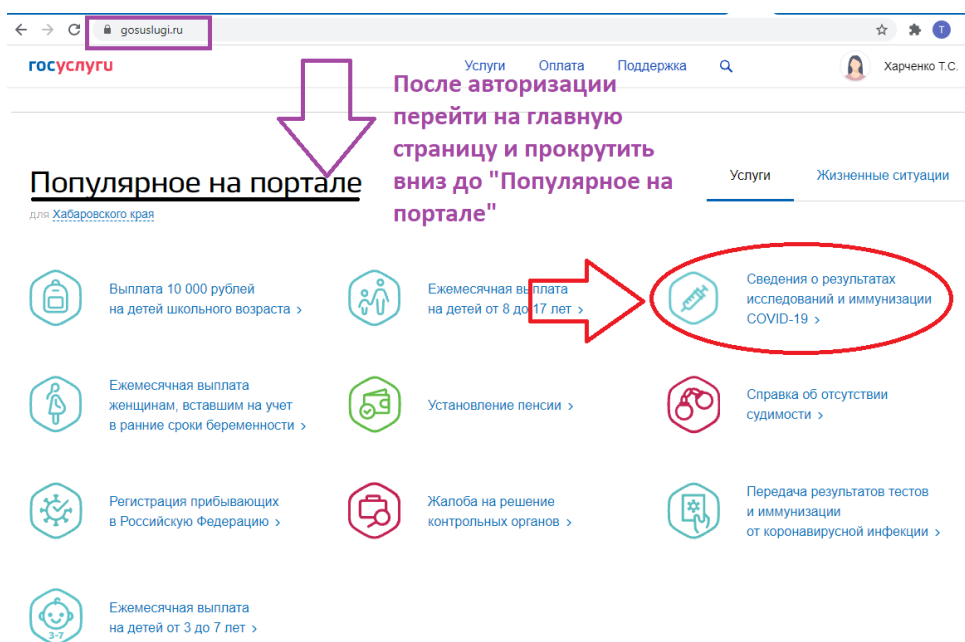 gosuslugi.ru
T
госуслуги
Услуги
Оплата
Поддержка
Харченко Т.С.
После авторизации
перейти на главную
страницу и прокрутить
вниз до "Популярное на
портале"
Популярное на портале
для Хабаровского края
Услуги
Жизненные ситуации
Выплата 10 000 рублей
на детей школьного возраста >
Ежемесячная выплата
на детей от 8 до 17 лет >
Сведения о результатах
исследований и иммунизации
COVID-19 >
Ежемесячная выплата
женщинам, вставшим на учет
в ранние сроки беременности >
Установление пенсии >
Справка об отсутствии
судимости >
Регистрация прибывающих
в Российскую Федерацию >
Жалоба на решение
контрольных органов >
Передача результатов тестов
и иммунизации
от коронавирусной инфекции >
3-7
Ежемесячная выплата
на детей от 3 до 7 лет >